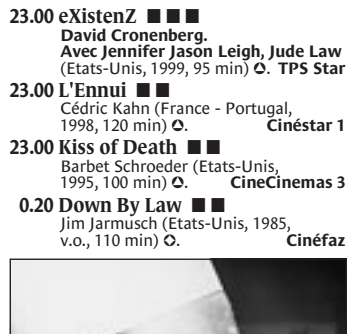 23.00 eXistenZ ■ ■ ■
David Cronenberg.
Avec Jennifer Jason Leigh, Jude Law
(Etats-Unis, 1999, 95 min) ✪. TPS Star
23.00 L'Ennui ■ ■
Cédric Kahn (France - Portugal,
1998, 120 min) ✪. Cinéstar 1
23.00 Kiss of Death ■ ■
Barbet Schroeder (Etats-Unis,
1995, 100 min) ✪. CineCinemas 3
0.20 Down By Law ■ ■
Jim Jarmusch (Etats-Unis, 1985,
v.o., 110 min) ✪. Cinéfaz